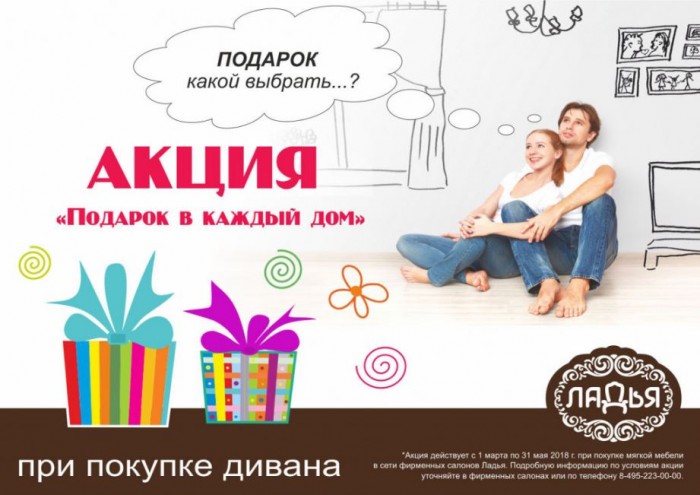 ПОДАРОК
какой выбрать...?
АКЦИЯ
«Подарок в каждый дом»
ЛАДЬЯ
при покупке дивана
*Акция действует с 1 марта по 31 мая 2018 г. при покупке мягкой мебели
в сети фирменных салонов Ладья. Подробную информацию по условиям акции
уточняйте в фирменных салонах или по телефону 8-495-223-00-00.